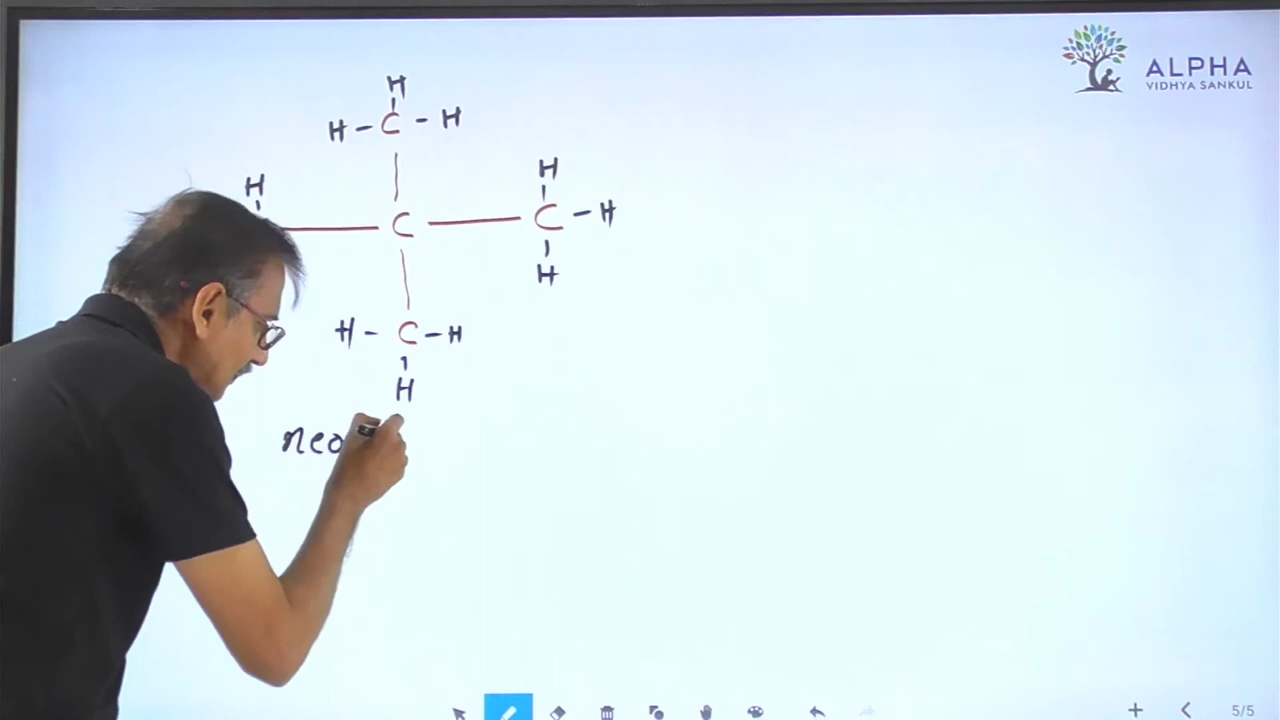 ALPHA
VIDHYA SANKUL
H
H - C - H
H
H
C
C - H
H
H - C - H
H
neo
5/5